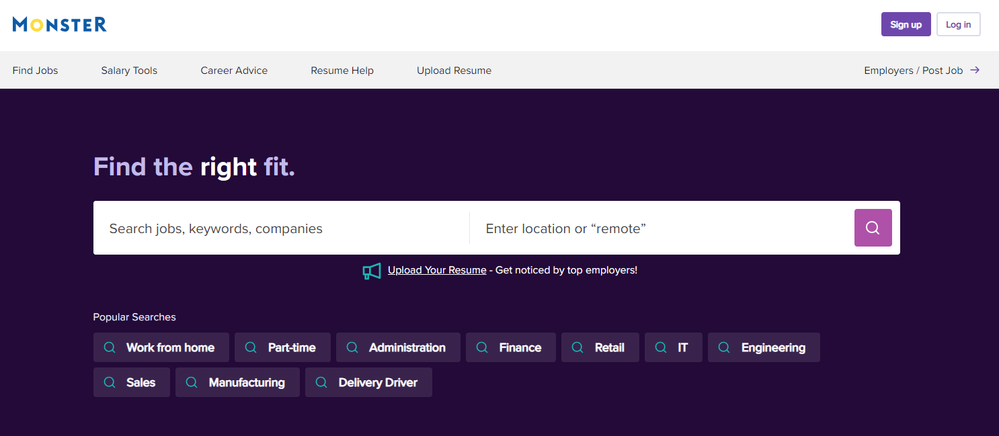 MONSTER
Sign up Log in
Find Jobs Salary Tools Career Advice Resume Help Upload Resume Employers / Post Job →
Find the right fit.
Search jobs, keywords, companies Enter location or “remote”
Upload Your Resume - Get noticed by top employers!
Popular Searches
Work from home Part-time Administration Finance Retail IT Engineering
Sales Manufacturing Delivery Driver